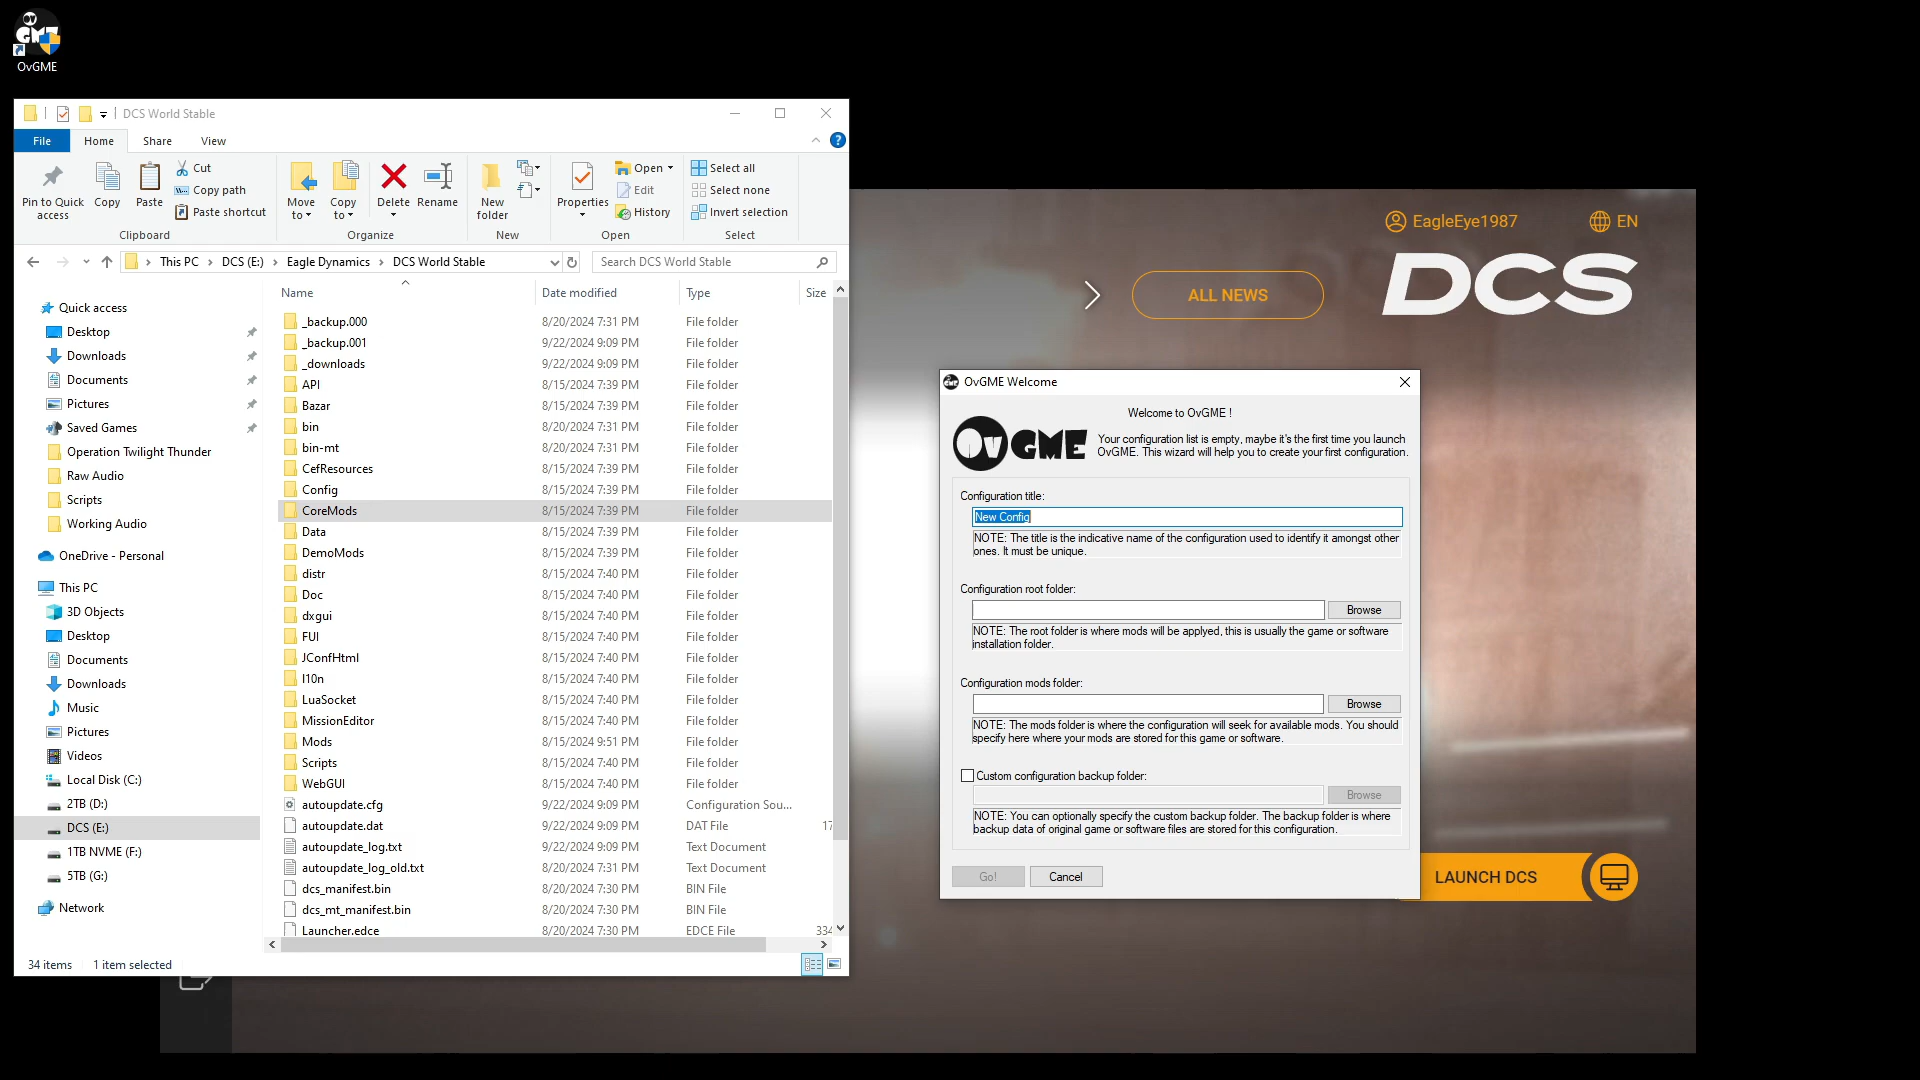 OvGME
DCS World Stable
File Home Share View
Pin to Quick access
Copy
Paste
Cut
Copy path
Paste shortcut
Clipboard
Move to
Copy to
Delete
Rename
Organize
New folder
New
Properties
Open
Edit
History
Open
Select all
Select none
Invert selection
Select
This PC DCS (E:) Eagle Dynamics DCS World Stable
Search DCS World Stable
Quick access
Desktop
Downloads
Documents
Pictures
Saved Games
Operation Twilight Thunder
Raw Audio
Scripts
Working Audio
OneDrive - Personal
This PC
3D Objects
Desktop
Documents
Downloads
Music
Pictures
Videos
Local Disk (C:)
2TB (D:)
DCS (E:)
1TB NVME (F:)
5TB (G:)
Network
Name Date modified Type Size
_backup.000 8/20/2024 7:31 PM File folder
_backup.001 9/22/2024 9:09 PM File folder
_downloads 9/22/2024 9:09 PM File folder
API 8/15/2024 7:39 PM File folder
Bazar 8/15/2024 7:39 PM File folder
bin 8/20/2024 7:31 PM File folder
bin-mt 8/20/2024 7:31 PM File folder
CefResources 8/15/2024 7:39 PM File folder
Config 8/15/2024 7:39 PM File folder
CoreMods 8/15/2024 7:39 PM File folder
Data 8/15/2024 7:39 PM File folder
DemoMods 8/15/2024 7:39 PM File folder
distr 8/15/2024 7:40 PM File folder
Doc 8/15/2024 7:40 PM File folder
dxgui 8/15/2024 7:40 PM File folder
FUI 8/15/2024 7:40 PM File folder
JConfHtml 8/15/2024 7:40 PM File folder
l10n 8/15/2024 7:40 PM File folder
LuaSocket 8/15/2024 7:40 PM File folder
MissionEditor 8/15/2024 7:40 PM File folder
Mods 8/15/2024 9:51 PM File folder
Scripts 8/15/2024 7:40 PM File folder
WebGUI 8/15/2024 7:40 PM File folder
autoupdate.cfg 9/22/2024 9:09 PM Configuration Sou...
autoupdate.dat 9/22/2024 9:09 PM DAT File 17
autoupdate_log.txt 9/22/2024 9:09 PM Text Document
autoupdate_log_old.txt 8/20/2024 7:31 PM Text Document
dcs_manifest.bin 8/20/2024 7:30 PM BIN File
dcs_mt_manifest.bin 8/20/2024 7:30 PM BIN File
Launcher.edce 8/20/2024 7:30 PM EDCE File 334
34 items 1 item selected
EagleEye1987 EN
ALL NEWS
DCS
OvGME Welcome
OvGME
Welcome to OvGME !
Your configuration list is empty, maybe it's the first time you launch
OvGME. This wizard will help you to create your first configuration.
Configuration title:
New Config
NOTE: The title is the indicative name of the configuration used to identify it amongst other
ones. It must be unique.
Configuration root folder:
Browse
NOTE: The root folder is where mods will be applyed, this is usually the game or software
installation folder.
Configuration mods folder:
Browse
NOTE: The mods folder is where the configuration will seek for available mods. You should
specify here where your mods are stored for this game or software.
Custom configuration backup folder:
Browse
NOTE: You can optionally specify the custom backup folder. The backup folder is where
backup data of original game or software files are stored for this configuration.
Go! Cancel
LAUNCH DCS